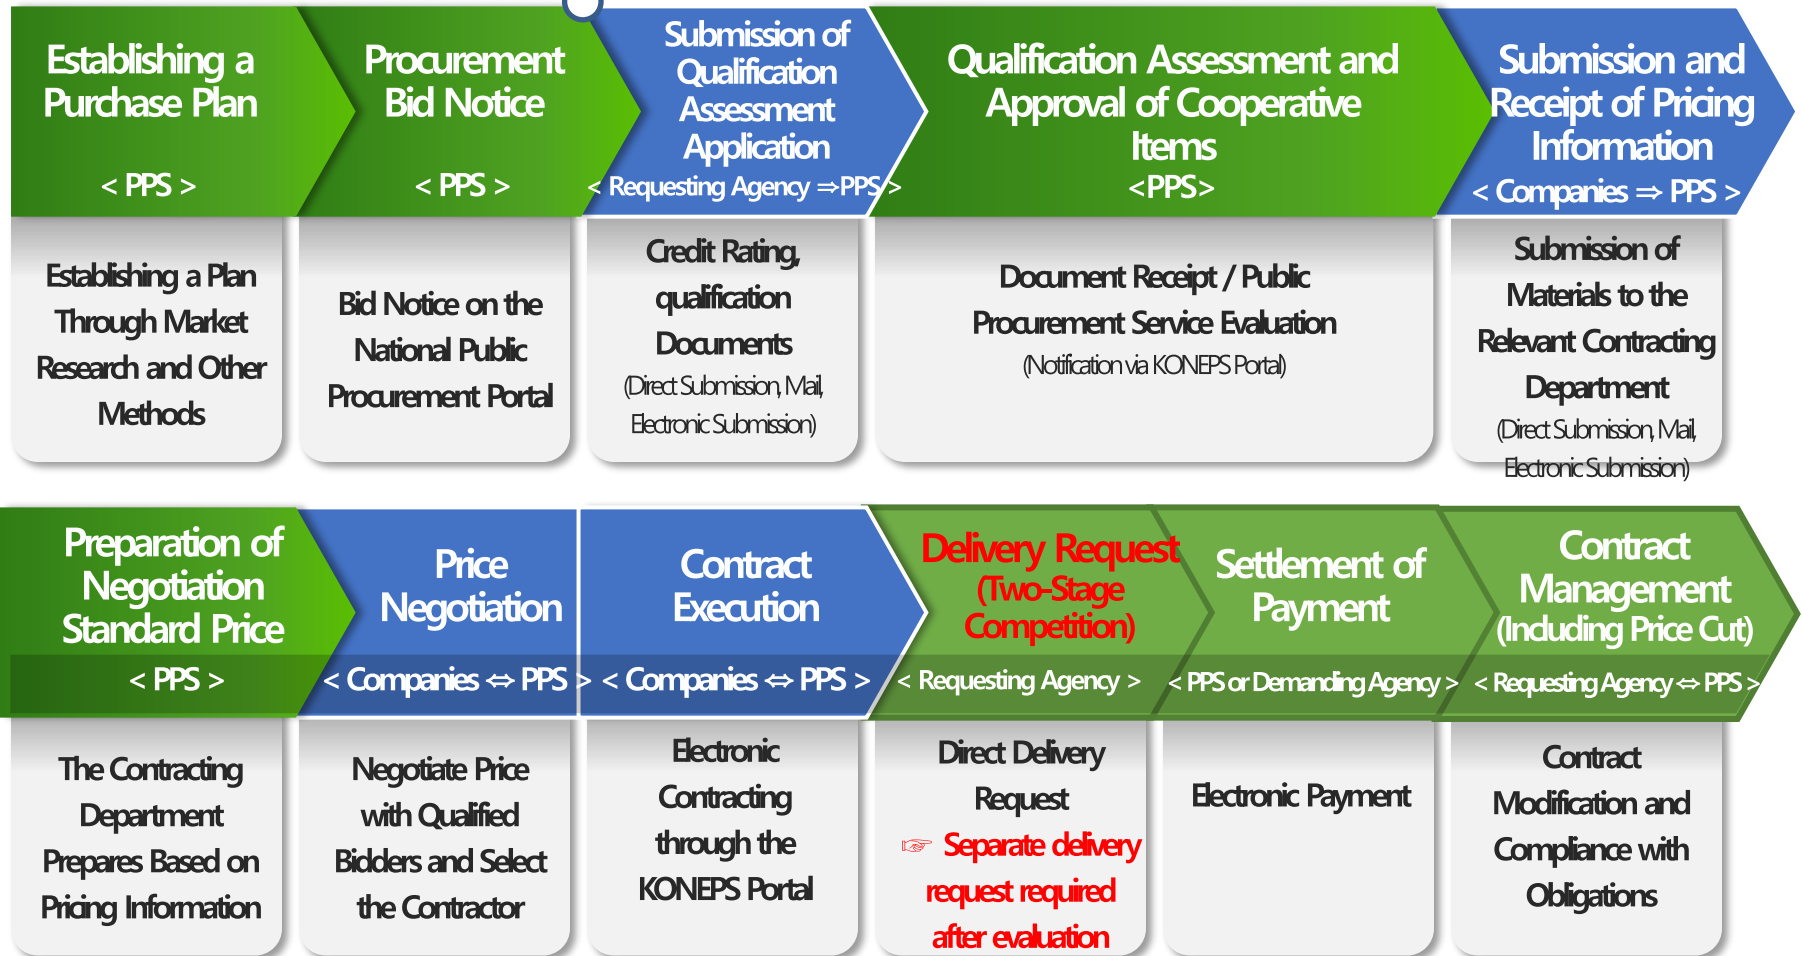 Establishing a
Purchase Plan
< PPS >
Procurement
Bid Notice
< PPS >
Submission of
Qualification
Assessment
Application
< Requesting Agency ⇒PPS >
Qualification Assessment and
Approval of Cooperative
Items
<PPS>
Submission and
Receipt of Pricing
Information
< Companies ⇒ PPS >
Establishing a Plan
Through Market
Research and Other
Methods
Bid Notice on the
National Public
Procurement Portal
Credit Rating,
qualification
Documents
(Direct Submission, Mail,
Electronic Submission)
Document Receipt / Public
Procurement Service Evaluation
(Notification via KONEPS Portal)
Submission of
Materials to the
Relevant Contracting
Department
(Direct Submission, Mail,
Electronic Submission)
Preparation of
Negotiation
Standard Price
< PPS >
Price
Negotiation
< Companies ⇔ PPS >
Contract
Execution
< Companies ⇔ PPS >
Delivery Request
(Two-Stage
Competition)
< Requesting Agency >
Settlement of
Payment
< PPS or Demanding Agency >
Contract
Management
(Including Price Cut)
< Requesting Agency ⇔ PPS >
The Contracting
Department
Prepares Based on
Pricing Information
Negotiate Price
with Qualified
Bidders and Select
the Contractor
Electronic
Contracting
through the
KONEPS Portal
Direct Delivery
Request
☞ Separate delivery
request required
after evaluation
Electronic Payment
Contract
Modification and
Compliance with
Obligations